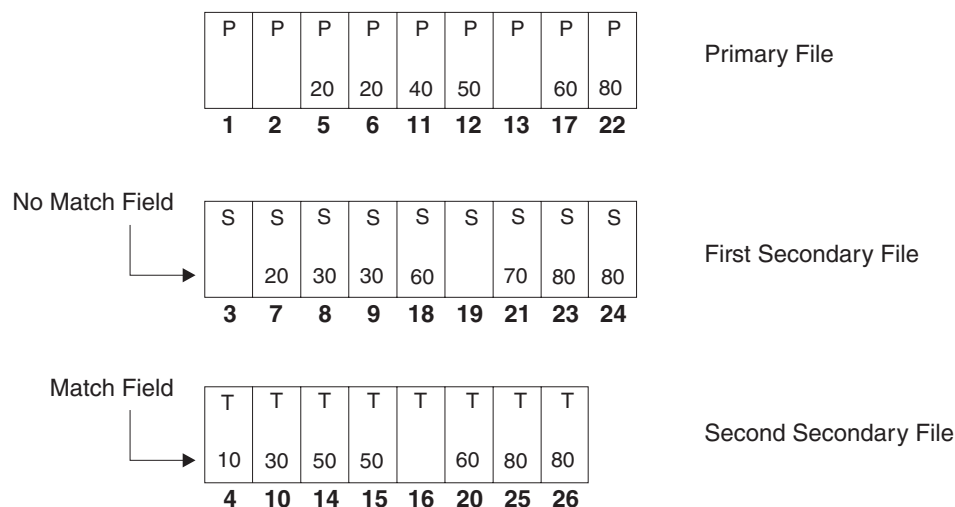 P P P P P P P P P
Primary File
20 20 40 50 60 80
1 2 5 6 11 12 13 17 22
No Match Field
S S S S S S S S S
First Secondary File
20 30 30 60 70 80 80
3 7 8 9 18 19 21 23 24
Match Field
T T T T T T T T
Second Secondary File
10 30 50 50 60 80 80
4 10 14 15 16 20 25 26